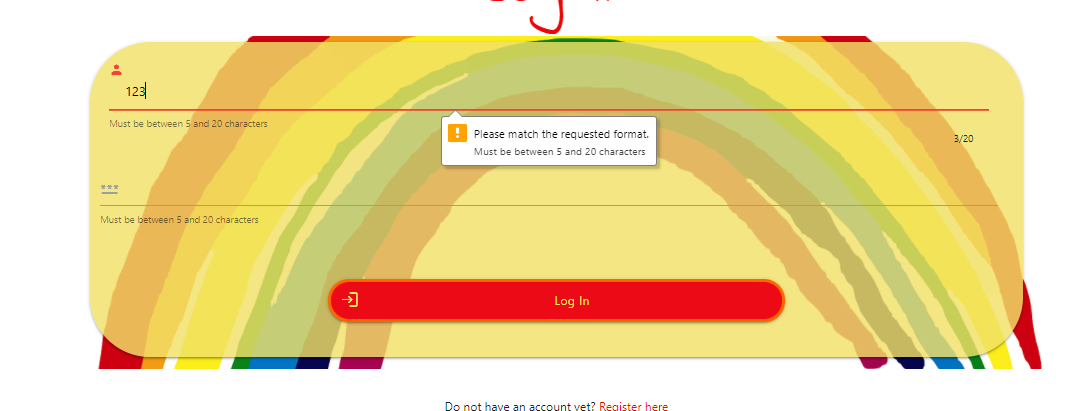 123
Must be between 5 and 20 characters
3/20
Please match the requested format.
Must be between 5 and 20 characters
***
Must be between 5 and 20 characters
Log In
Do not have an account yet? Register here